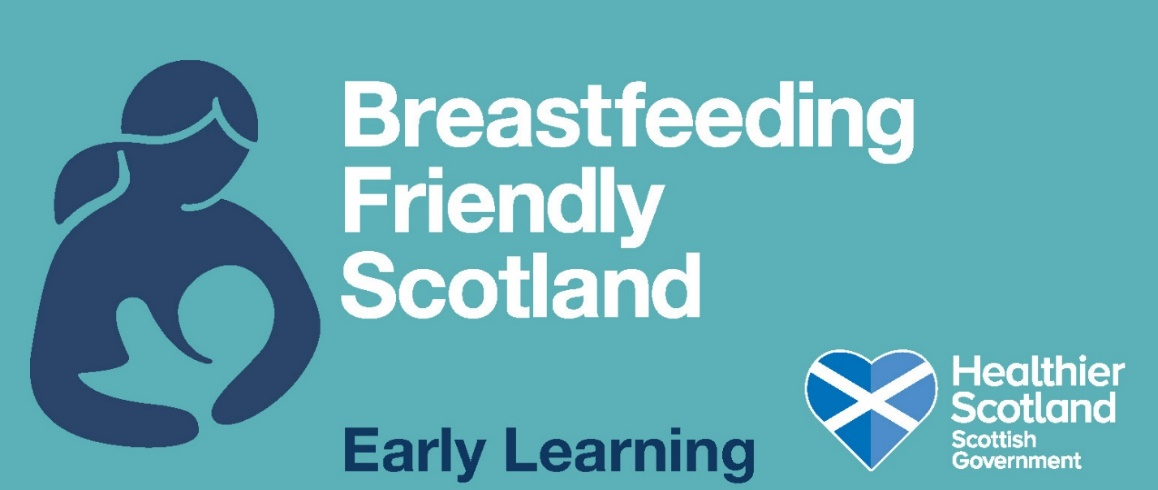 Breastfeeding
Friendly
Scotland
Early Learning
Healthier
Scotland
Scottish
Government